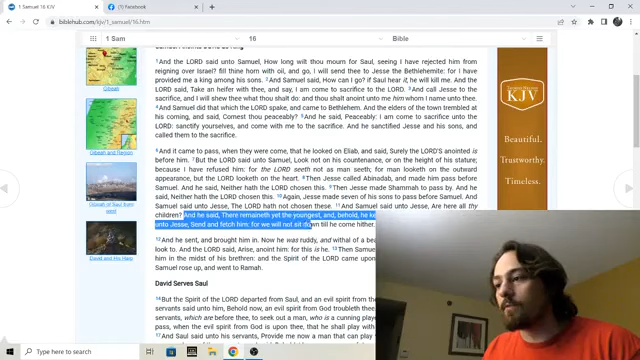 1 Samuel 16 KJV
(1) Facebook
biblehub.com/kjv/1_samuel/16.htm
1 Sam
16
Bible
Gibeah
Gibeah and Region
Gibeah of Saul from west
David and His Harp
1And the LORD said unto Samuel, How long wilt thou mourn for Saul, seeing I have rejected him from
reigning over Israel? fill thine horn with oil, and go, I will send thee to Jesse the Bethlehemite: for I have
provided me a king among his sons. 2 And Samuel said, How can I go? if Saul hear it, he will kill me. And the
LORD said, Take an heifer with thee, and say, I am come to sacrifice to the LORD. 3 And call Jesse to the
sacrifice, and I will shew thee what thou shalt do: and thou shalt anoint unto me him whom I name unto thee.
4 And Samuel did that which the LORD spake, and came to Bethlehem. And the elders of the town trembled at
his coming, and said, Comest thou peaceably? 5 And he said, Peaceably: I am come to sacrifice unto the
LORD: sanctify yourselves, and come with me to the sacrifice. And he sanctified Jesse and his sons, and
called them to the sacrifice.
6 And it came to pass, when they were come, that he looked on Eliab, and said, Surely the LORD'S anointed is
before him. 7 But the LORD said unto Samuel, Look not on his countenance, or on the height of his stature;
because I have refused him: for the LORD seeth not as man seeth; for man looketh on the outward
appearance, but the LORD looketh on the heart. 8 Then Jesse called Abinadab, and made him pass before
Samuel. And he said, Neither hath the LORD chosen this. 9 Then Jesse made Shammah to pass by. And he
said, Neither hath the LORD chosen this. 10 Again, Jesse made seven of his sons to pass before Samuel. And
Samuel said unto Jesse, The LORD hath not chosen these. 11 And Samuel said unto Jesse, Are here all thy
children? And he said, There remaineth yet the youngest, and, behold, he ke
unto Jesse, Send and fetch him: for we will not sit down till he come hither.
12 And he sent, and brought him in. Now he was ruddy, and withal of a bea
look to. And the LORD said, Arise, anoint him: for this is he. 13 Then Samuel
him in the midst of his brethren: and the Spirit of the LORD came upon
Samuel rose up, and went to Ramah.
David Serves Saul
14 But the Spirit of the LORD departed from Saul, and an evil spirit from the
servants said unto him, Behold now, an evil spirit from God troubleth thee.
servants, which are before thee, to seek out a man, who is a cunning playe
pass, when the evil spirit from God is upon thee, that he shall play with
And Saul said unto his servants, Provide me now a man that can play w
KJV
Beautiful.
Trustworthy.
Timeless.
Type here to search